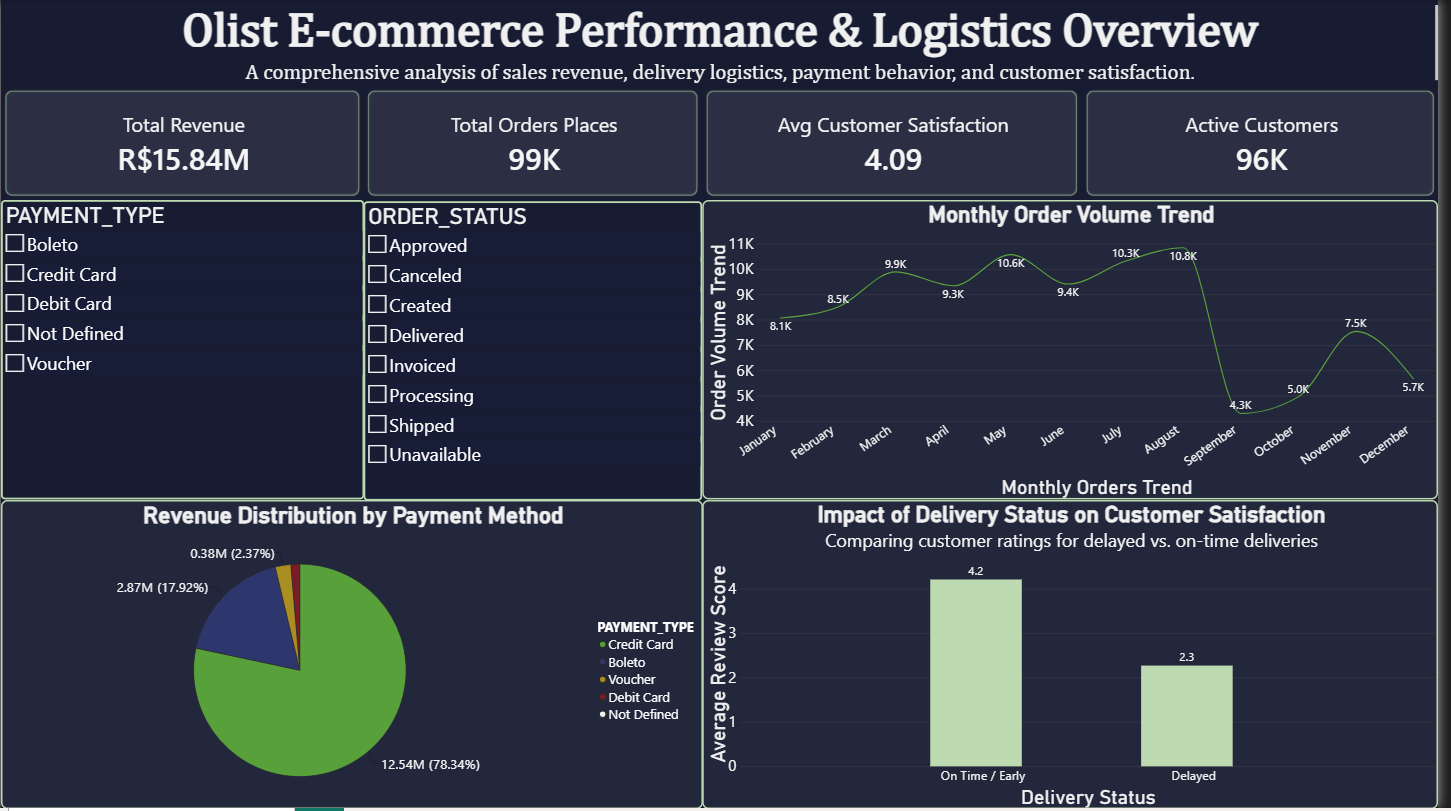 Olist E-commerce Performance & Logistics Overview
A comprehensive analysis of sales revenue, delivery logistics, payment behavior, and customer satisfaction.
Total Revenue
R$15.84M
Total Orders Places
99K
Avg Customer Satisfaction
4.09
Active Customers
96K
PAYMENT_TYPE
Boleto
Credit Card
Debit Card
Not Defined
Voucher
ORDER_STATUS
Approved
Canceled
Created
Delivered
Invoiced
Processing
Shipped
Unavailable
Monthly Order Volume Trend
Order Volume Trend
11K
10K
9K
8K
7K
6K
5K
4K
8.1K
8.5K
9.9K
9.3K
10.6K
9.4K
10.3K
10.8K
4.3K
5.0K
7.5K
5.7K
January
February
March
April
May
June
July
August
September
October
November
December
Monthly Orders Trend
Revenue Distribution by Payment Method
0.38M (2.37%)
2.87M (17.92%)
12.54M (78.34%)
PAYMENT_TYPE
Credit Card
Boleto
Voucher
Debit Card
Not Defined
Impact of Delivery Status on Customer Satisfaction
Comparing customer ratings for delayed vs. on-time deliveries
Average Review Score
4
3
2
1
0
4.2
2.3
On Time / Early
Delayed
Delivery Status